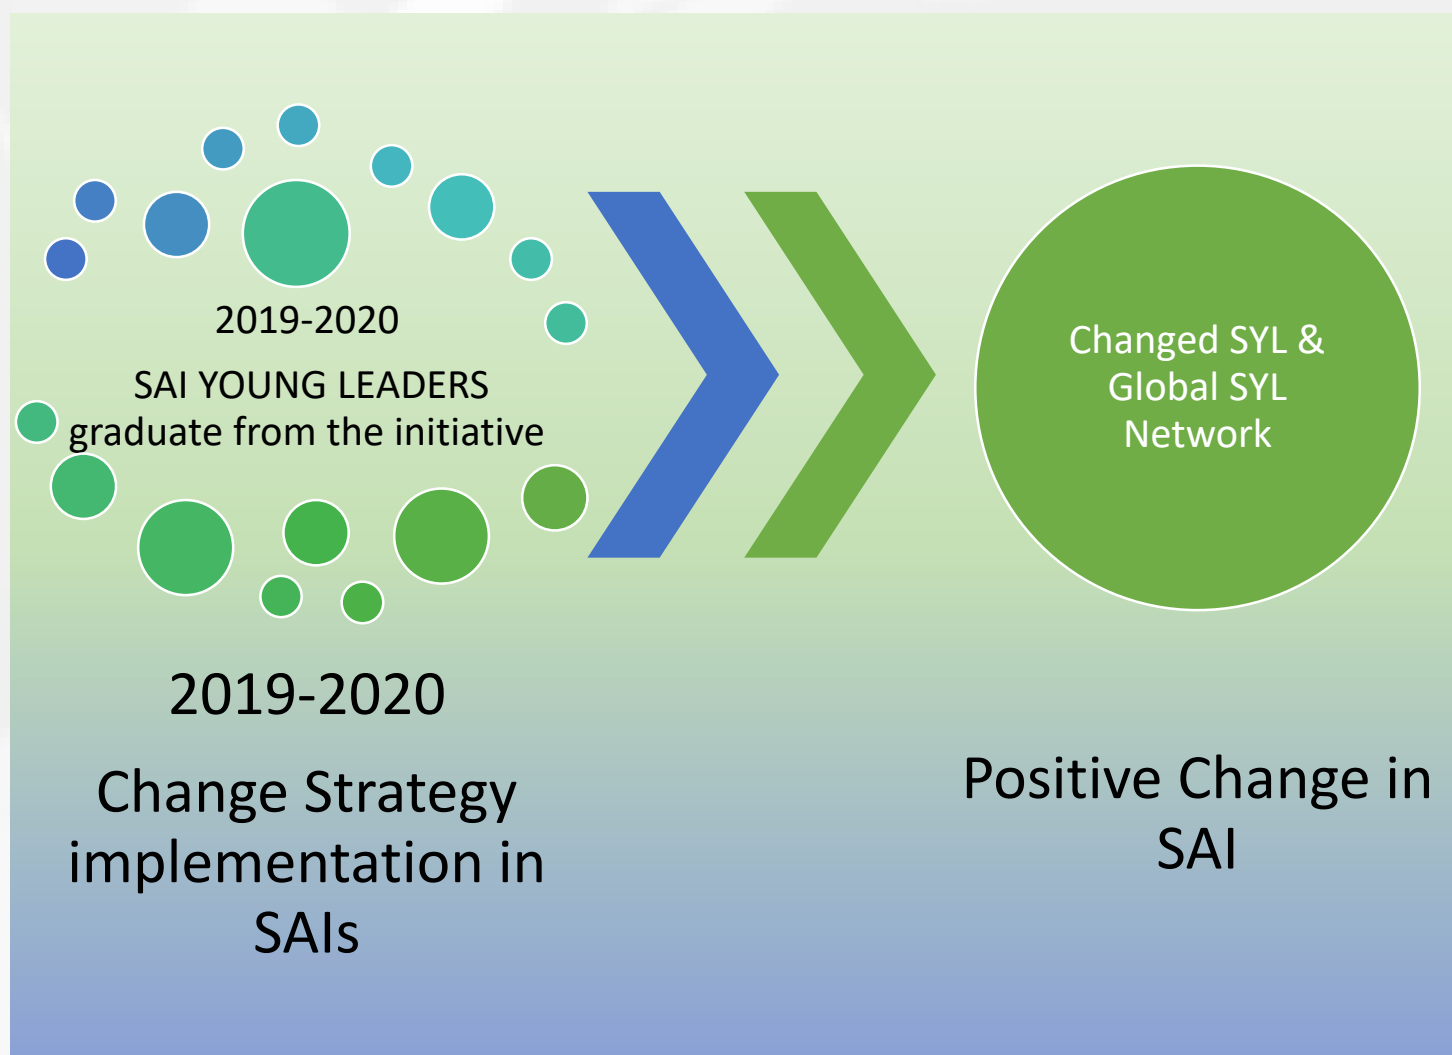 2019-2020
SAI YOUNG LEADERS
graduate from the initiative
2019-2020
Change Strategy
implementation in
SAIs
Changed SYL &
Global SYL
Network
Positive Change in
SAI